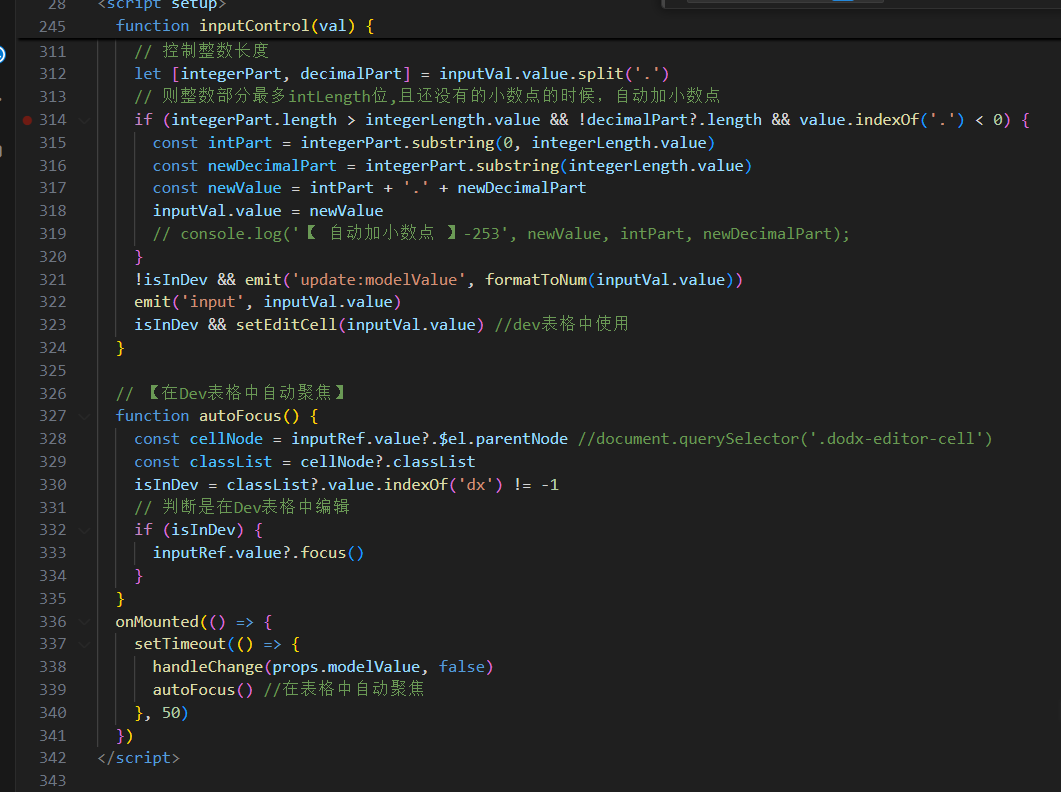 28 <script setup>
245 function inputControl(val) {
311 // 控制整数长度
312 let [integerPart, decimalPart] = inputVal.value.split('.')
313 // 则整数部分最多intLength位,且还没有的小数点的时候，自动加小数点
314 if (integerPart.length > integerLength.value && !decimalPart?.length && value.indexOf('.') < 0) {
315 const intPart = integerPart.substring(0, integerLength.value)
316 const newDecimalPart = integerPart.substring(integerLength.value)
317 const newValue = intPart + '.' + newDecimalPart
318 inputVal.value = newValue
319 // console.log('【 自动加小数点 】-253', newValue, intPart, newDecimalPart);
320 }
321 !isInDev && emit('update:modelValue', formatToNum(inputVal.value))
322 emit('input', inputVal.value)
323 isInDev && setEditCell(inputVal.value) //dev表格中使用
324 }
325
326 // 【在Dev表格中自动聚焦】
327 function autoFocus() {
328 const cellNode = inputRef.value?.$el.parentNode //document.querySelector('.dodx-editor-cell')
329 const classList = cellNode?.classList
330 isInDev = classList?.value.indexOf('dx') != -1
331 // 判断是在Dev表格中编辑
332 if (isInDev) {
333 inputRef.value?.focus()
334 }
335 }
336 onMounted(() => {
337 setTimeout(() => {
338 handleChange(props.modelValue, false)
339 autoFocus() //在表格中自动聚焦
340 }, 50)
341 })
342 </script>
343